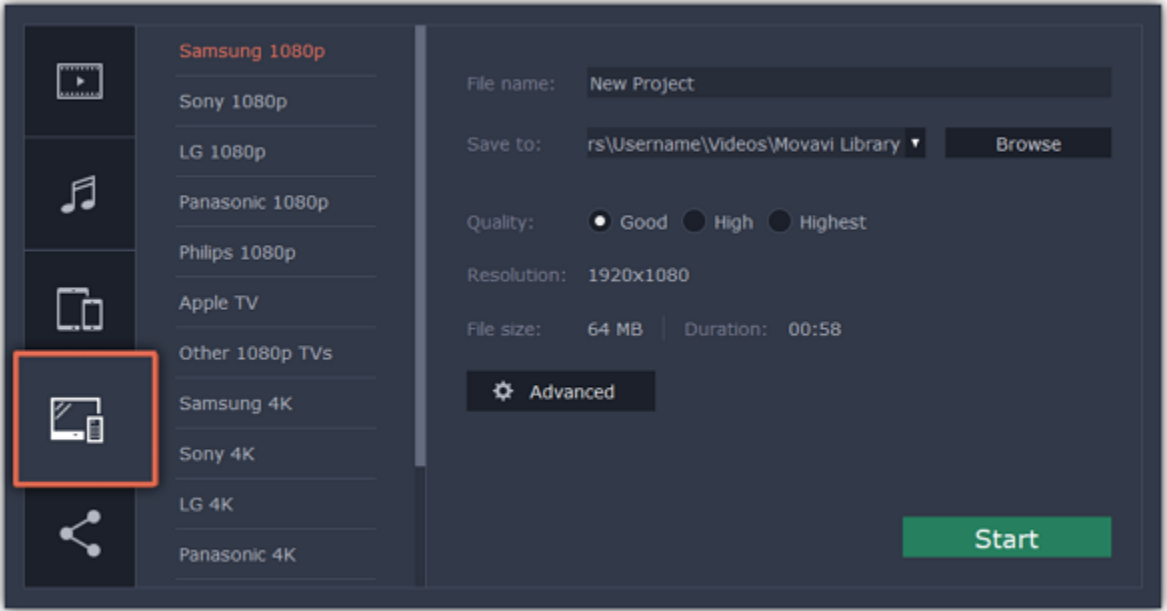 Samsung 1080p
Sony 1080p
LG 1080p
Panasonic 1080p
Philips 1080p
Apple TV
Other 1080p TVs
Samsung 4K
Sony 4K
LG 4K
Panasonic 4K
File name: New Project
Save to: rs\Username\Videos\Movavi Library Browse
Quality: Good High Highest
Resolution: 1920x1080
File size: 64 MB Duration: 00:58
Advanced
Start